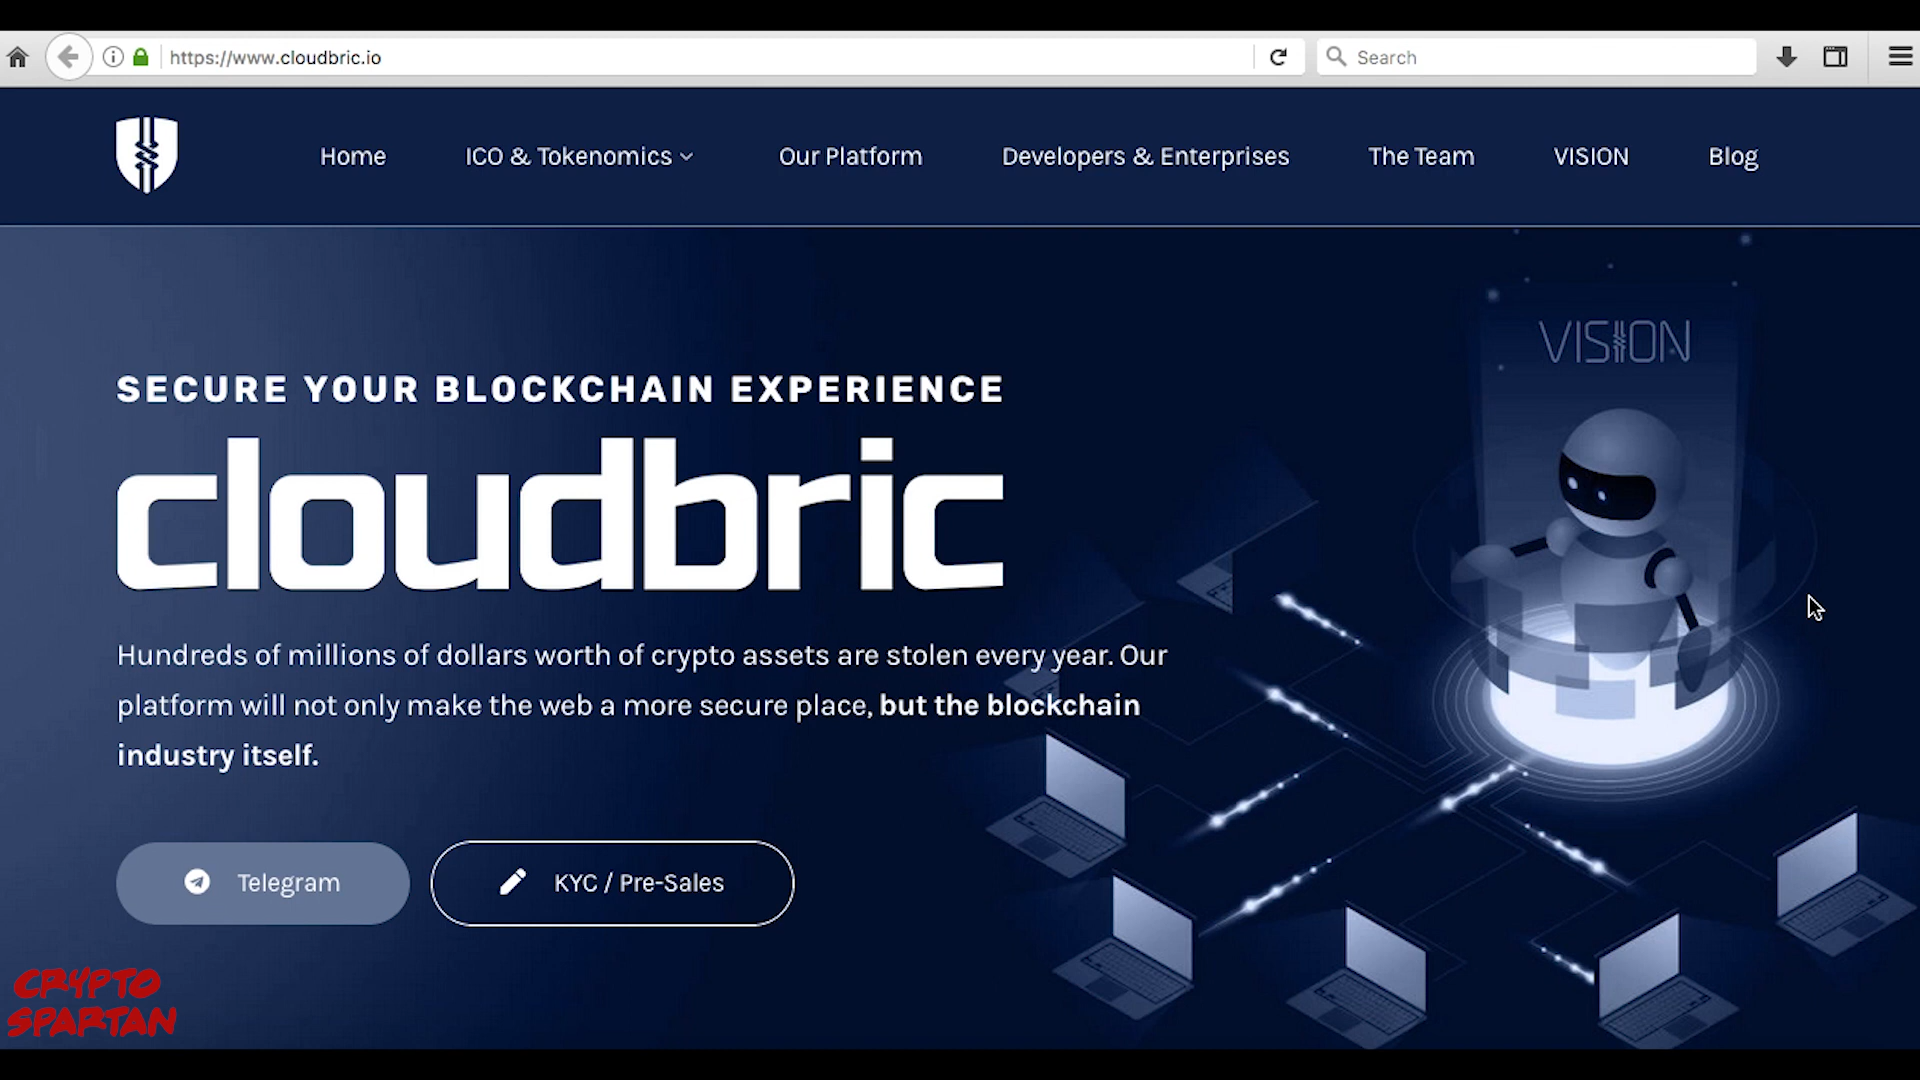 https://www.cloudbric.io
Search
Home ICO & Tokenomics Our Platform Developers & Enterprises The Team VISION Blog
VISION
SECURE YOUR BLOCKCHAIN EXPERIENCE
cloudbric
Hundreds of millions of dollars worth of crypto assets are stolen every year. Our
platform will not only make the web a more secure place, but the blockchain
industry itself.
Telegram
KYC / Pre-Sales
CRYPTO
SPARTAN